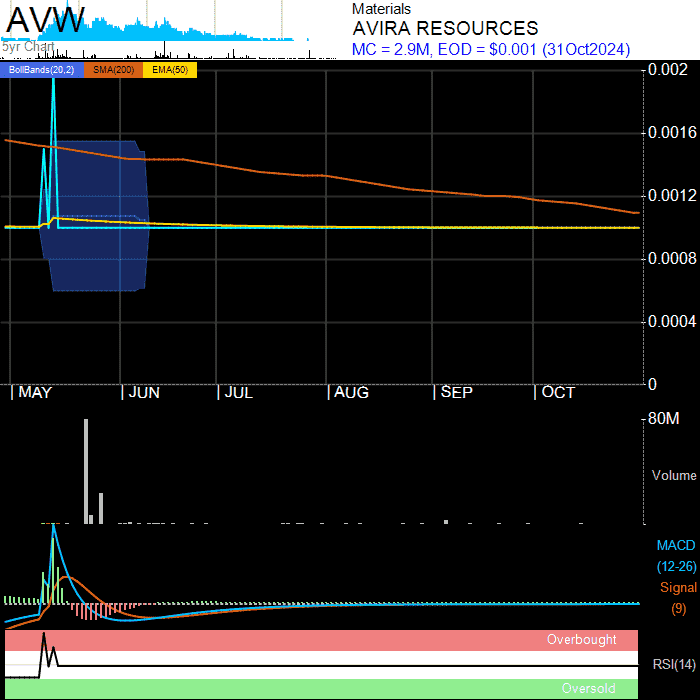 AVW
5yr Chart
Materials
AVIRA RESOURCES
MC = 2.9M, EOD = $0.001 (31Oct2024)
BollBands(20,2) SMA(200) EMA(50)
0.002
0.0016
0.0012
0.0008
0.0004
0
MAY JUN JUL AUG SEP OCT
80M
Volume
MACD
(12-26)
Signal
(9)
Overbought
RSI(14)
Oversold